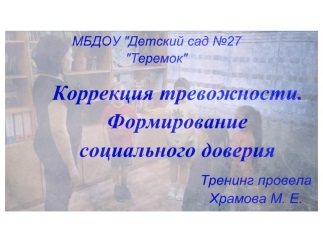 МБДОУ "Детский сад №27
"Теремок"
Коррекция тревожности.
Формирование
социального доверия
Тренинг провела
Храмова М. Е.